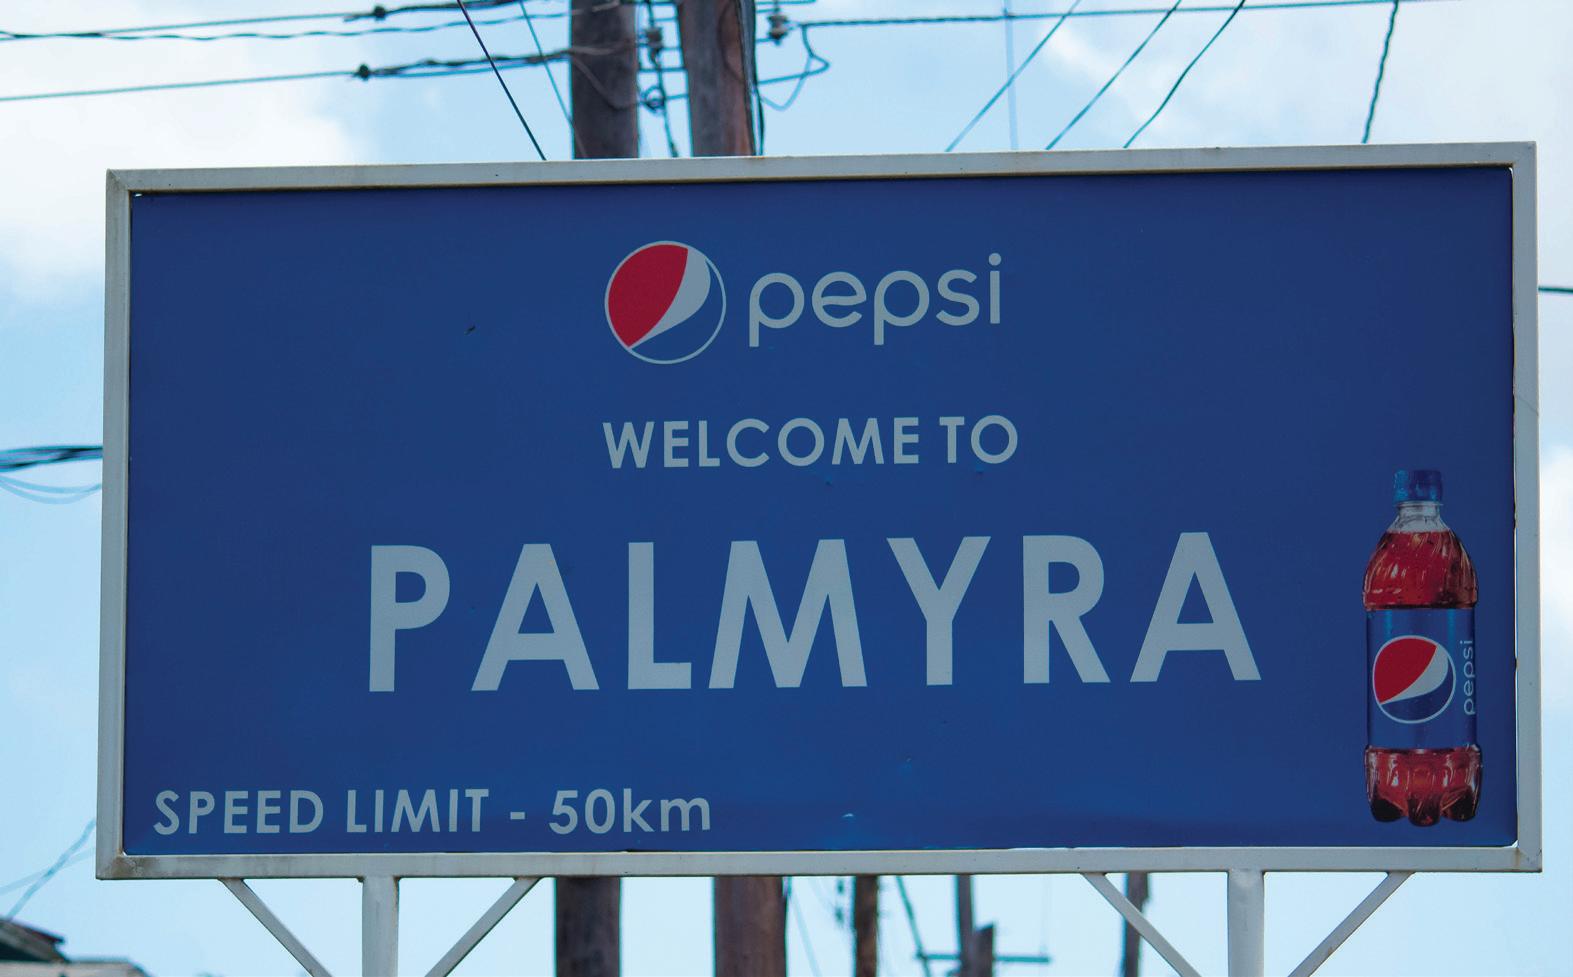 pepsi
WELCOME TO
PALMYRA
pepsi
SPEED LIMIT - 50km